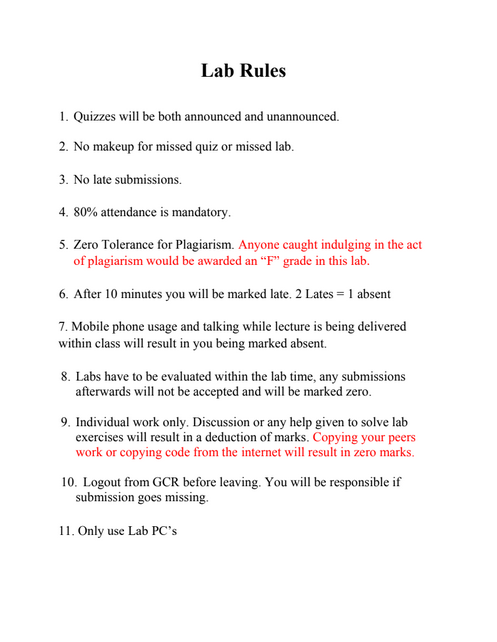 Lab Rules
1. Quizzes will be both announced and unannounced.
2. No makeup for missed quiz or missed lab.
3. No late submissions.
4. 80% attendance is mandatory.
5. Zero Tolerance for Plagiarism. Anyone caught indulging in the act
of plagiarism would be awarded an “F” grade in this lab.
6. After 10 minutes you will be marked late. 2 Lates = 1 absent
7. Mobile phone usage and talking while lecture is being delivered
within class will result in you being marked absent.
8. Labs have to be evaluated within the lab time, any submissions
afterwards will not be accepted and will be marked zero.
9. Individual work only. Discussion or any help given to solve lab
exercises will result in a deduction of marks. Copying your peers
work or copying code from the internet will result in zero marks.
10. Logout from GCR before leaving. You will be responsible if
submission goes missing.
11. Only use Lab PC’s